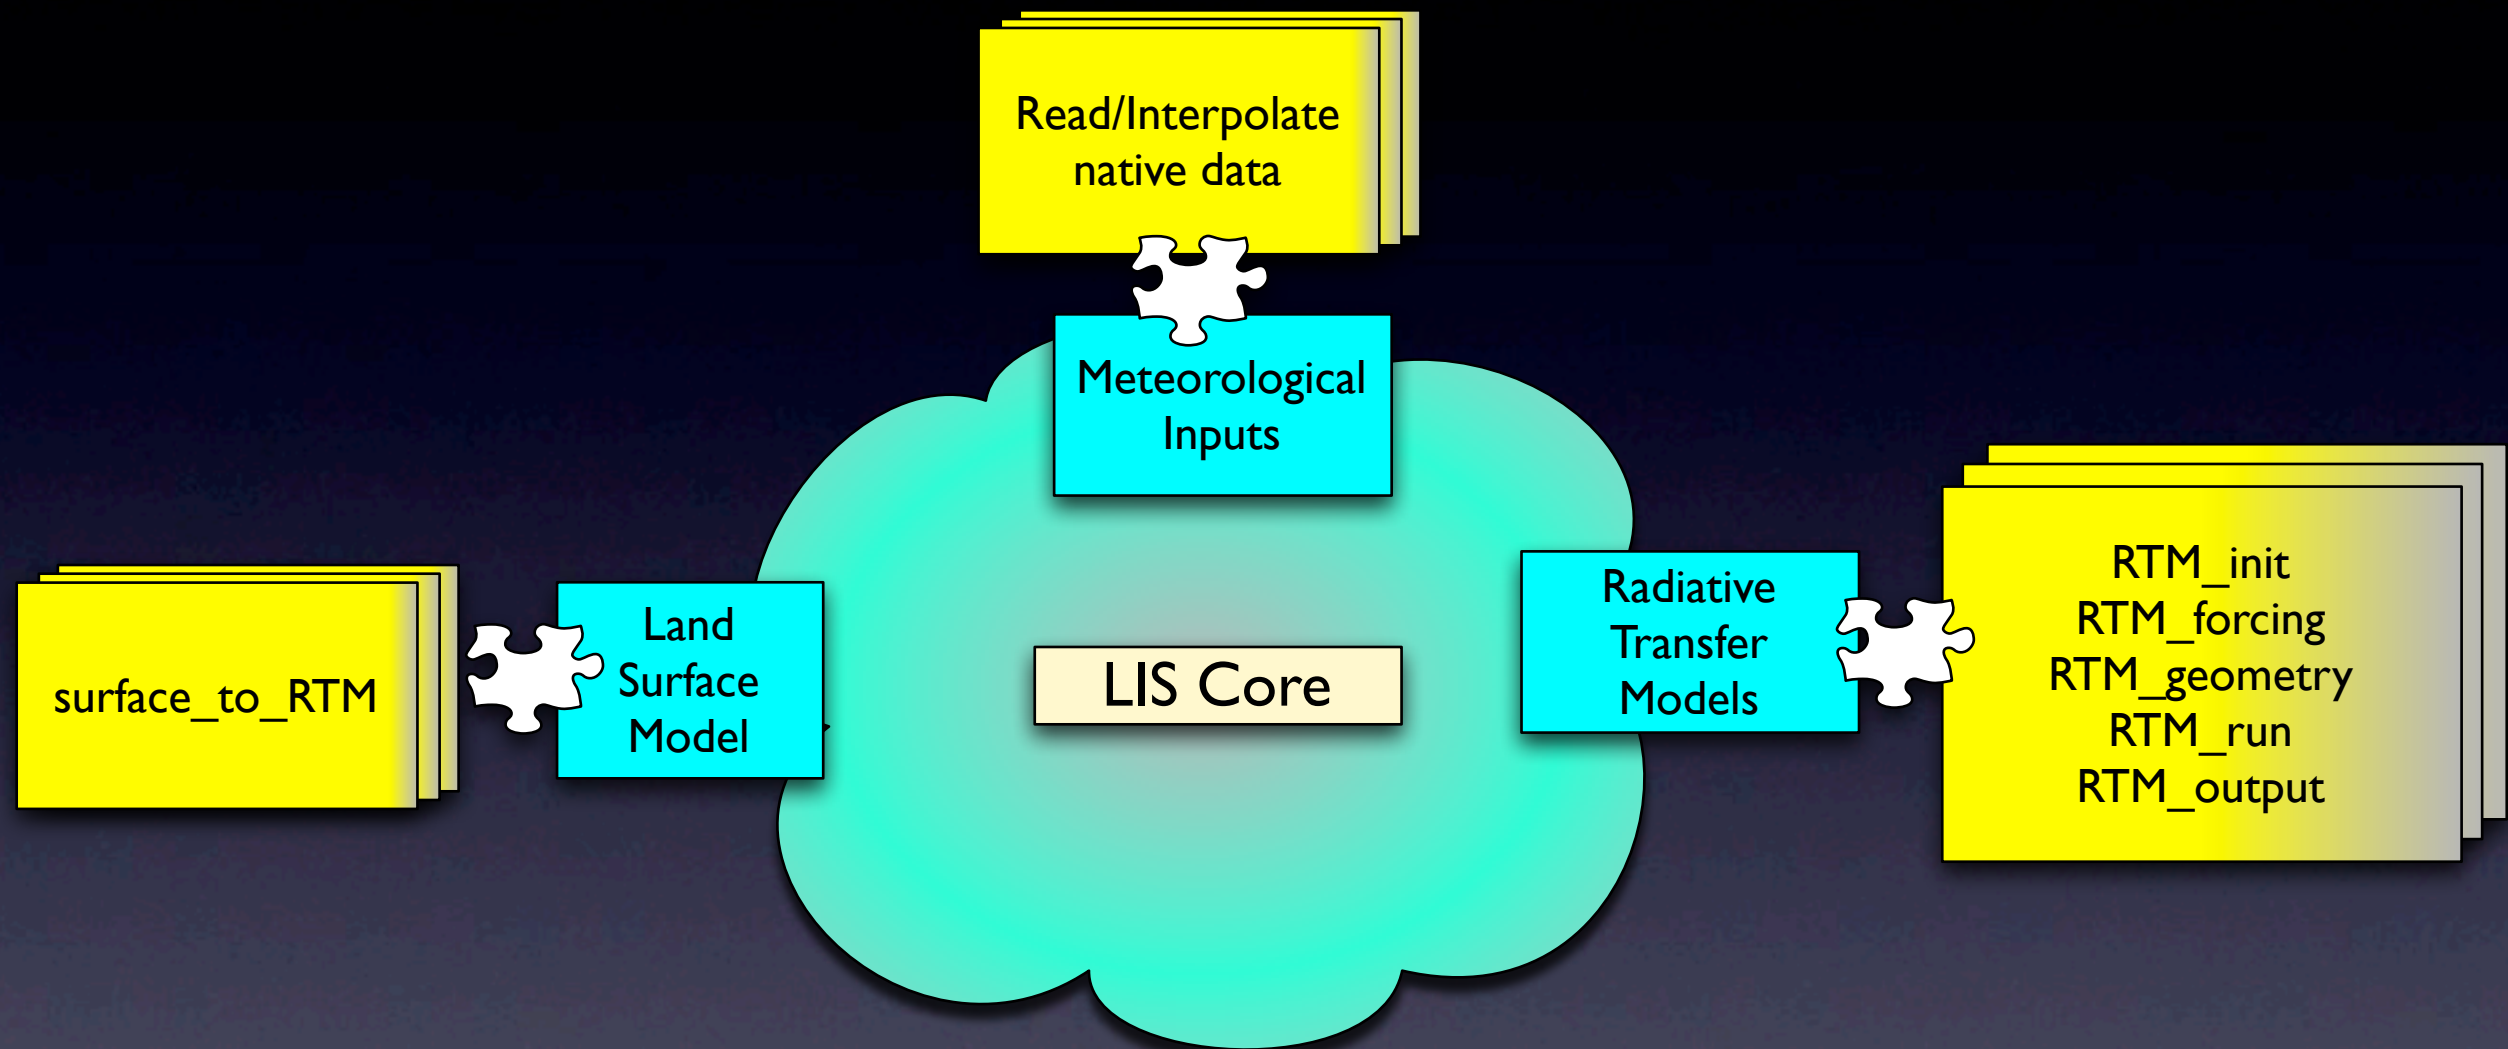 Read/Interpolate
native data
Meteorological
Inputs
surface_to_RTM
Land
Surface
Model
LIS Core
Radiative
Transfer
Models
RTM_init
RTM_forcing
RTM_geometry
RTM_run
RTM_output